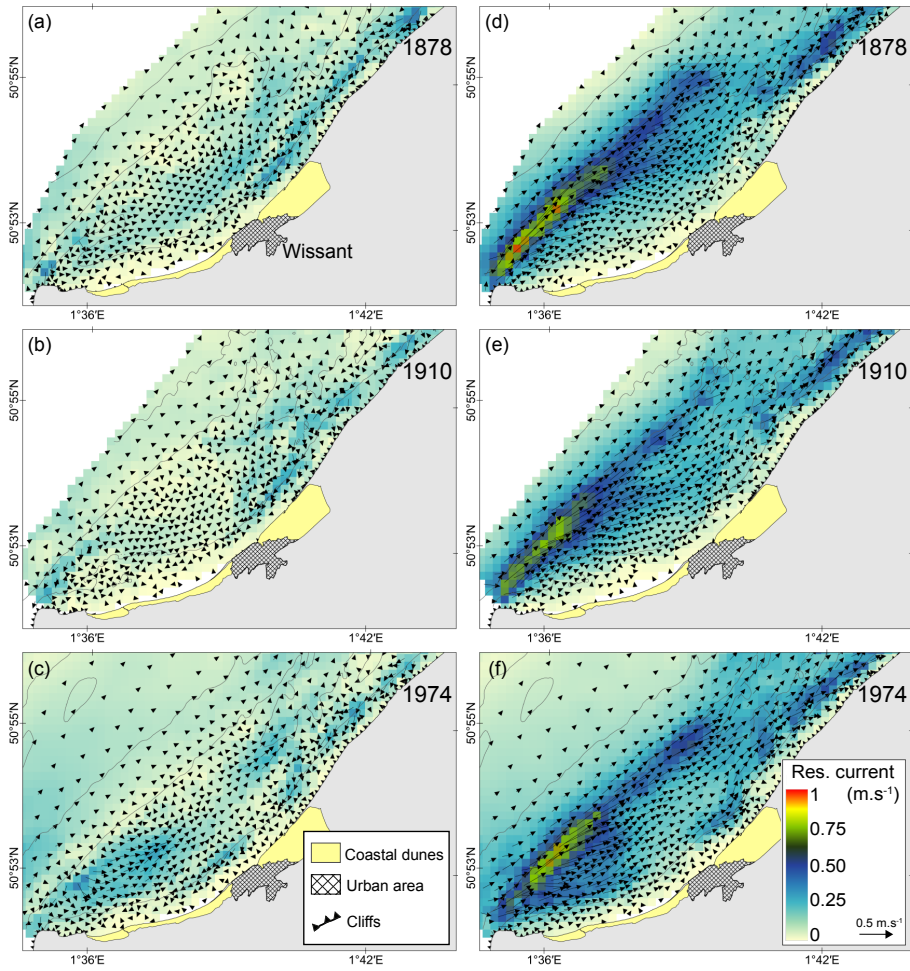 (a)
1878
50°55'N
50°53'N
Wissant
1°36'E
1°42'E
(d)
1878
50°55'N
50°53'N
1°36'E
1°42'E
(b)
1910
50°55'N
50°53'N
1°36'E
1°42'E
(e)
1910
50°55'N
50°53'N
1°36'E
1°42'E
(c)
1974
50°55'N
50°53'N
Coastal dunes
Urban area
Cliffs
1°36'E
1°42'E
(f)
1974
50°55'N
50°53'N
Res. current
(m.s⁻¹)
1
0.75
0.50
0.25
0
0.5 m.s⁻¹
1°36'E
1°42'E